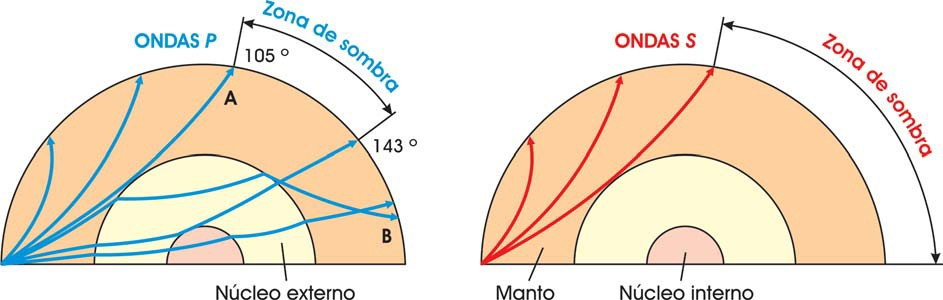 ONDAS P
105 º
Zona de sombra
A
143 º
B
Núcleo externo
ONDAS S
Zona de sombra
Manto
Núcleo interno